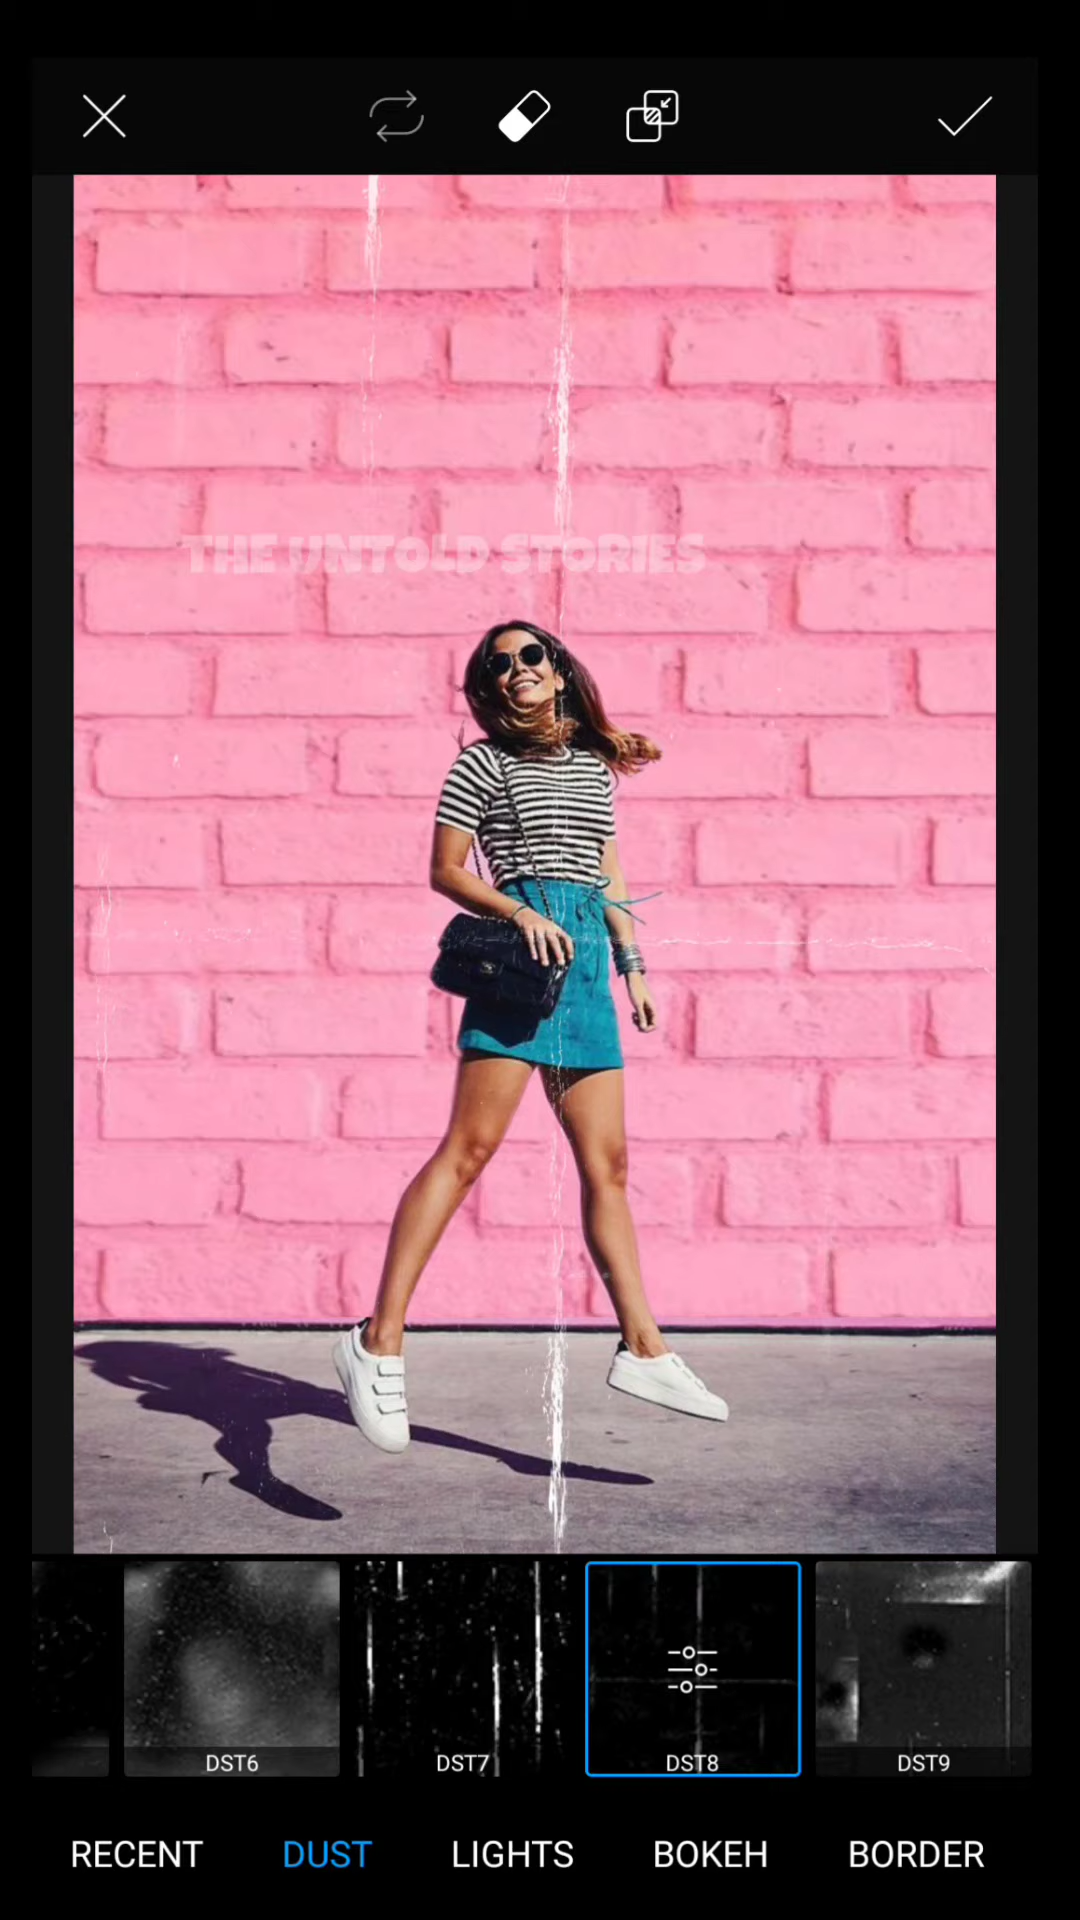 THE UNTOLD STORIES
DST6
DST7
DST8
DST9
RECENT
DUST
LIGHTS
BOKEH
BORDER